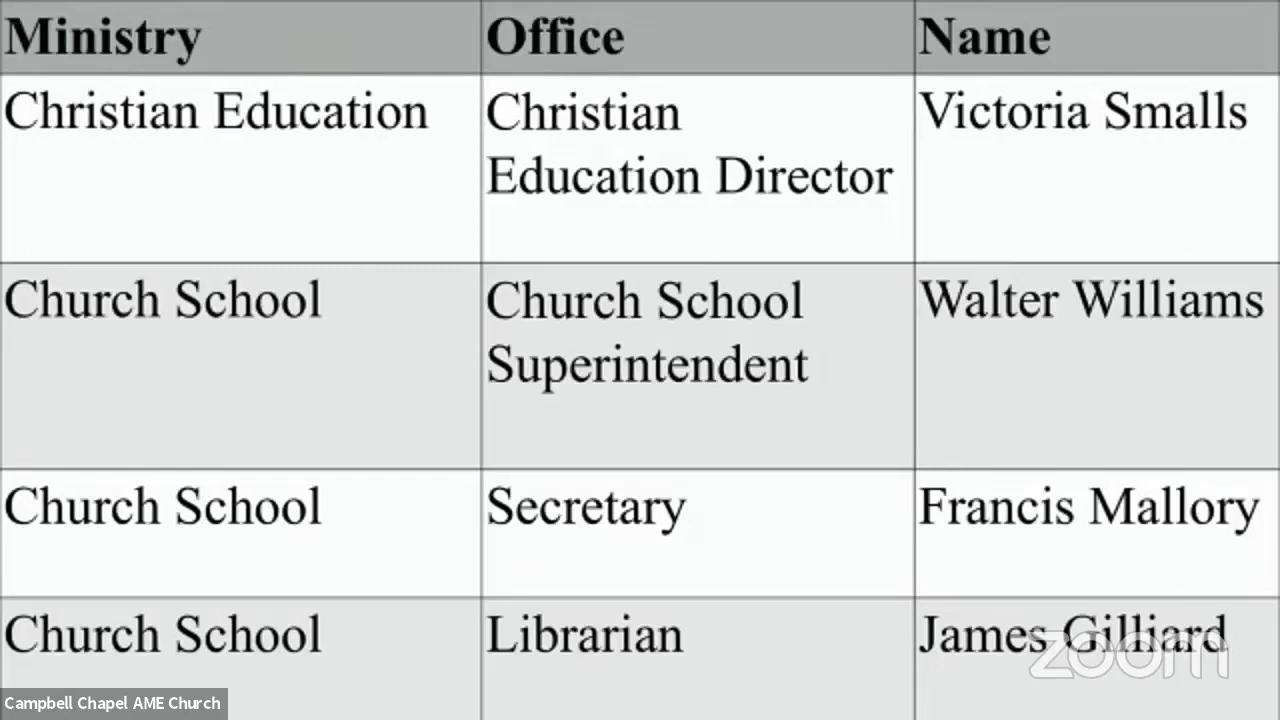 Ministry Office Name
Christian Education Christian Victoria Smalls
Education Director
Church School Church School Walter Williams
Superintendent
Church School Secretary Francis Mallory
Church School Librarian James Gilliard
zoom
Campbell Chapel AME Church